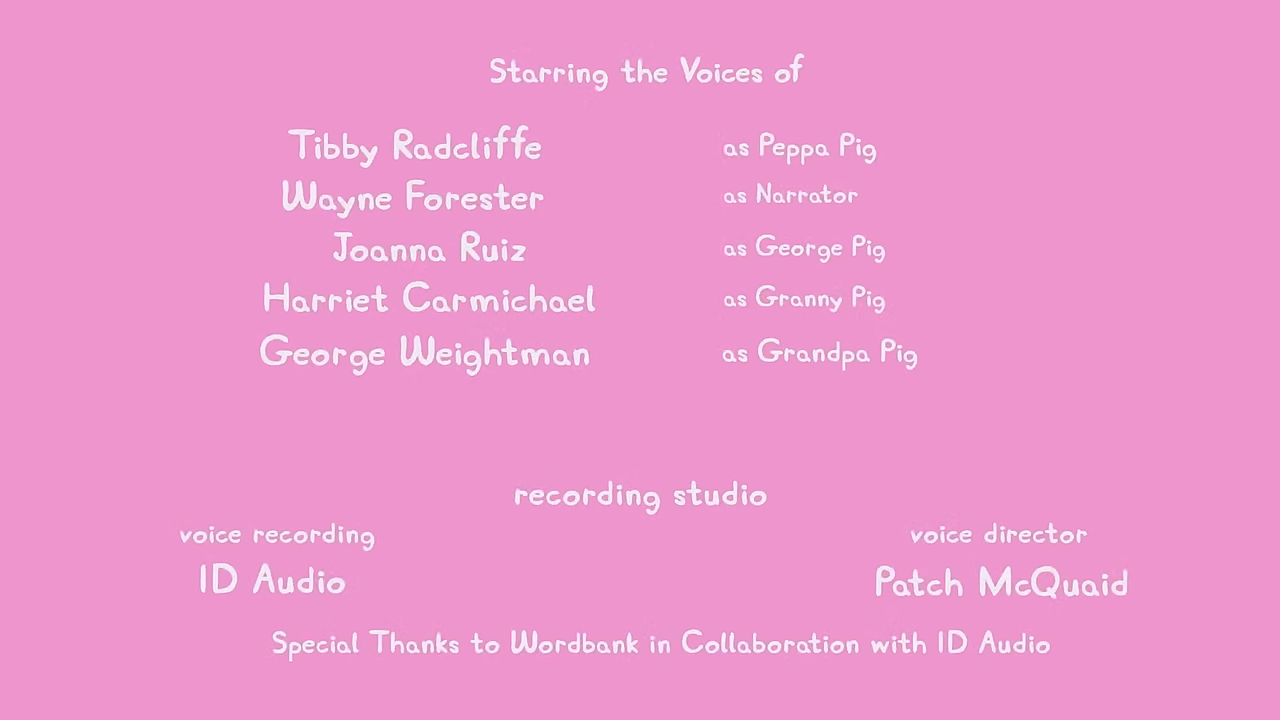 Starring the Voices of
Tibby Radcliffe as Peppa Pig
Wayne Forester as Narrator
Joanna Ruiz as George Pig
Harriet Carmichael as Granny Pig
George Weightman as Grandpa Pig
recording studio
voice recording voice director
ID Audio Patch McQuaid
Special Thanks to Wordbank in Collaboration with ID Audio